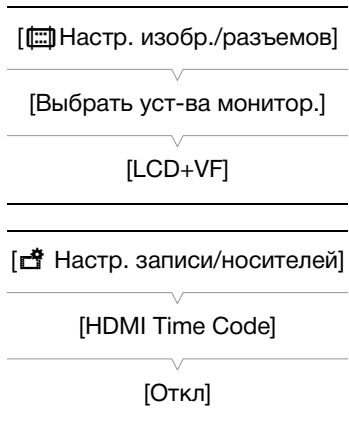 [Настр. изобр./разъемов]
[Выбрать уст-ва монитор.]
[LCD+VF]
[Настр. записи/носителей]
[HDMI Time Code]
[Откл]